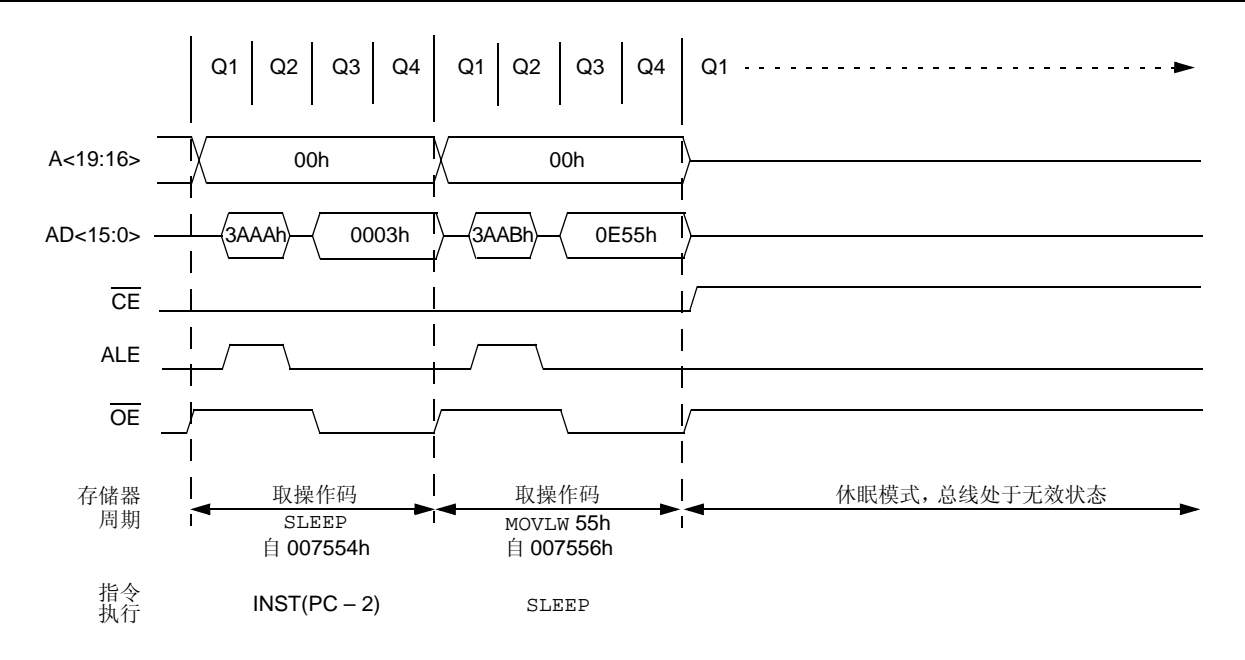 Q1 Q2 Q3 Q4 Q1 Q2 Q3 Q4 Q1
A<19:16> 00h 00h
AD<15:0> 3AAAh 0003h 3AABh 0E55h
CE
ALE
OE
存储器 取操作码 取操作码 休眠模式，总线处于无效状态
周期 SLEEP MOVLW 55h
自 007554h 自 007556h
指令
执行 INST(PC – 2) SLEEP